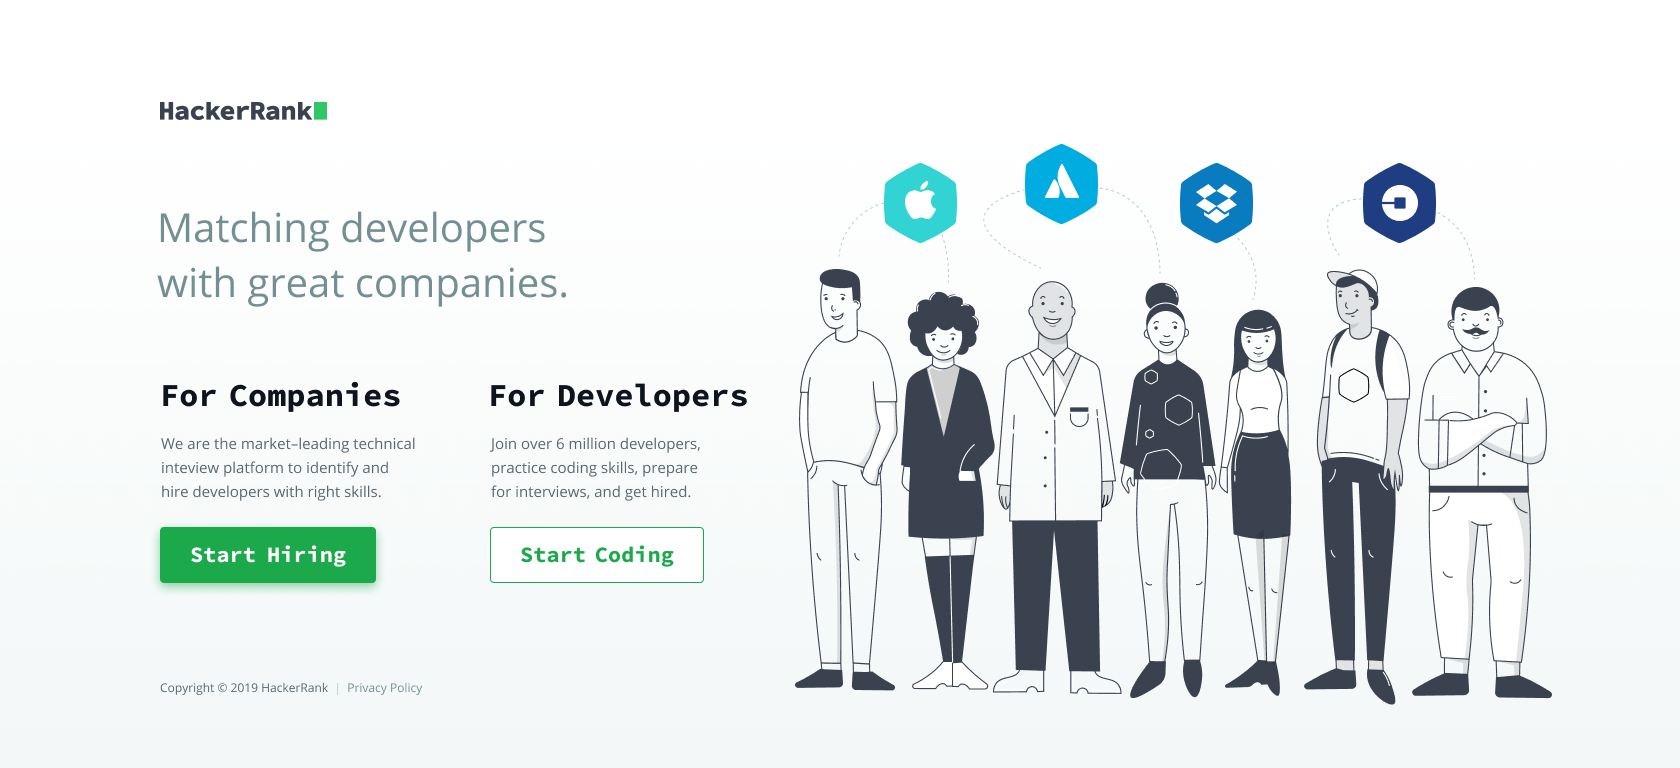 HackerRank
Matching developers
with great companies.
For Companies
We are the market–leading technical
inteview platform to identify and
hire developers with right skills.
Start Hiring
For Developers
Join over 6 million developers,
practice coding skills, prepare
for interviews, and get hired.
Start Coding
Copyright © 2019 HackerRank | Privacy Policy